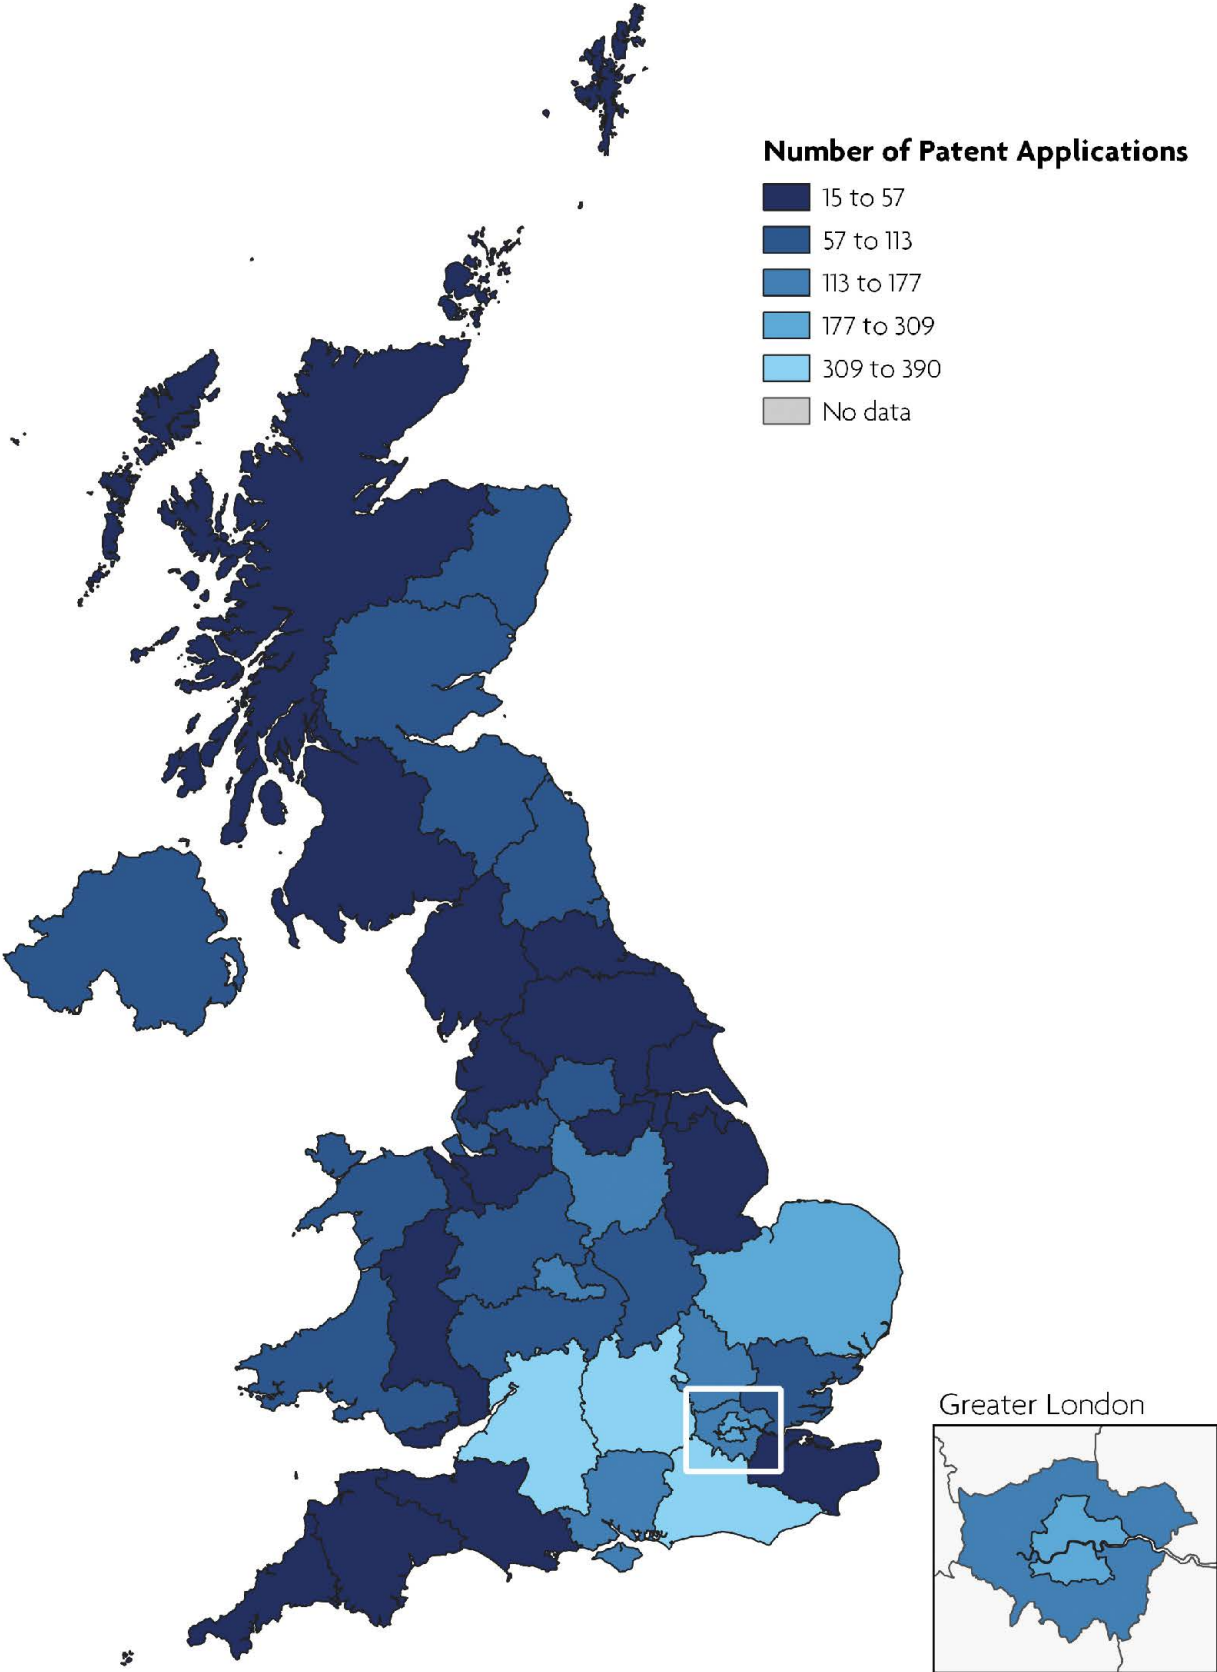 Number of Patent Applications
15 to 57
57 to 113
113 to 177
177 to 309
309 to 390
No data
Greater London